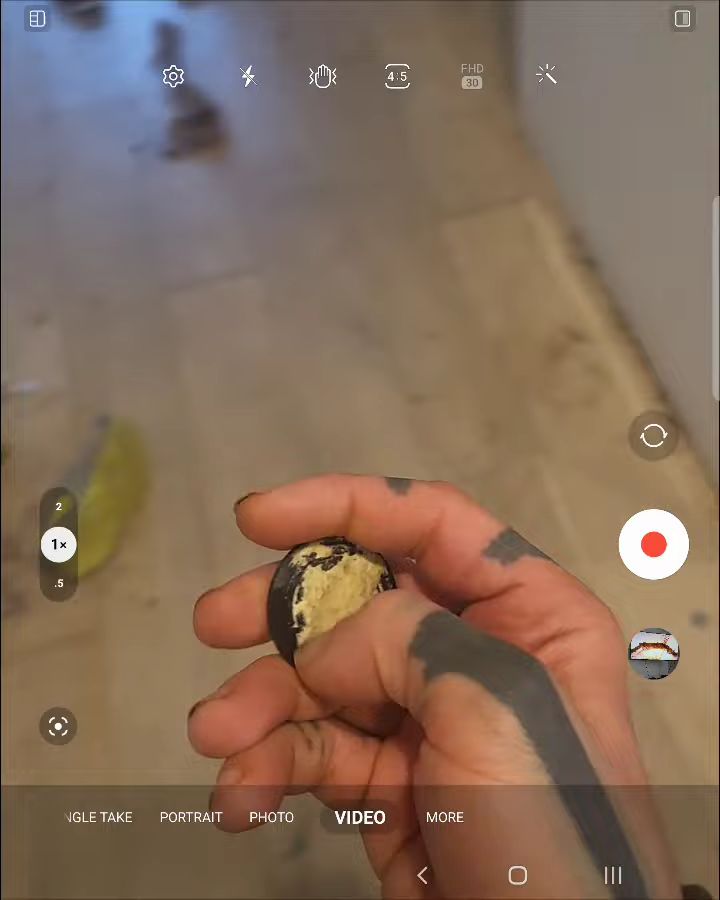 4:5
FHD
30
2
1×
.5
NGLE TAKE
PORTRAIT
PHOTO
VIDEO
MORE